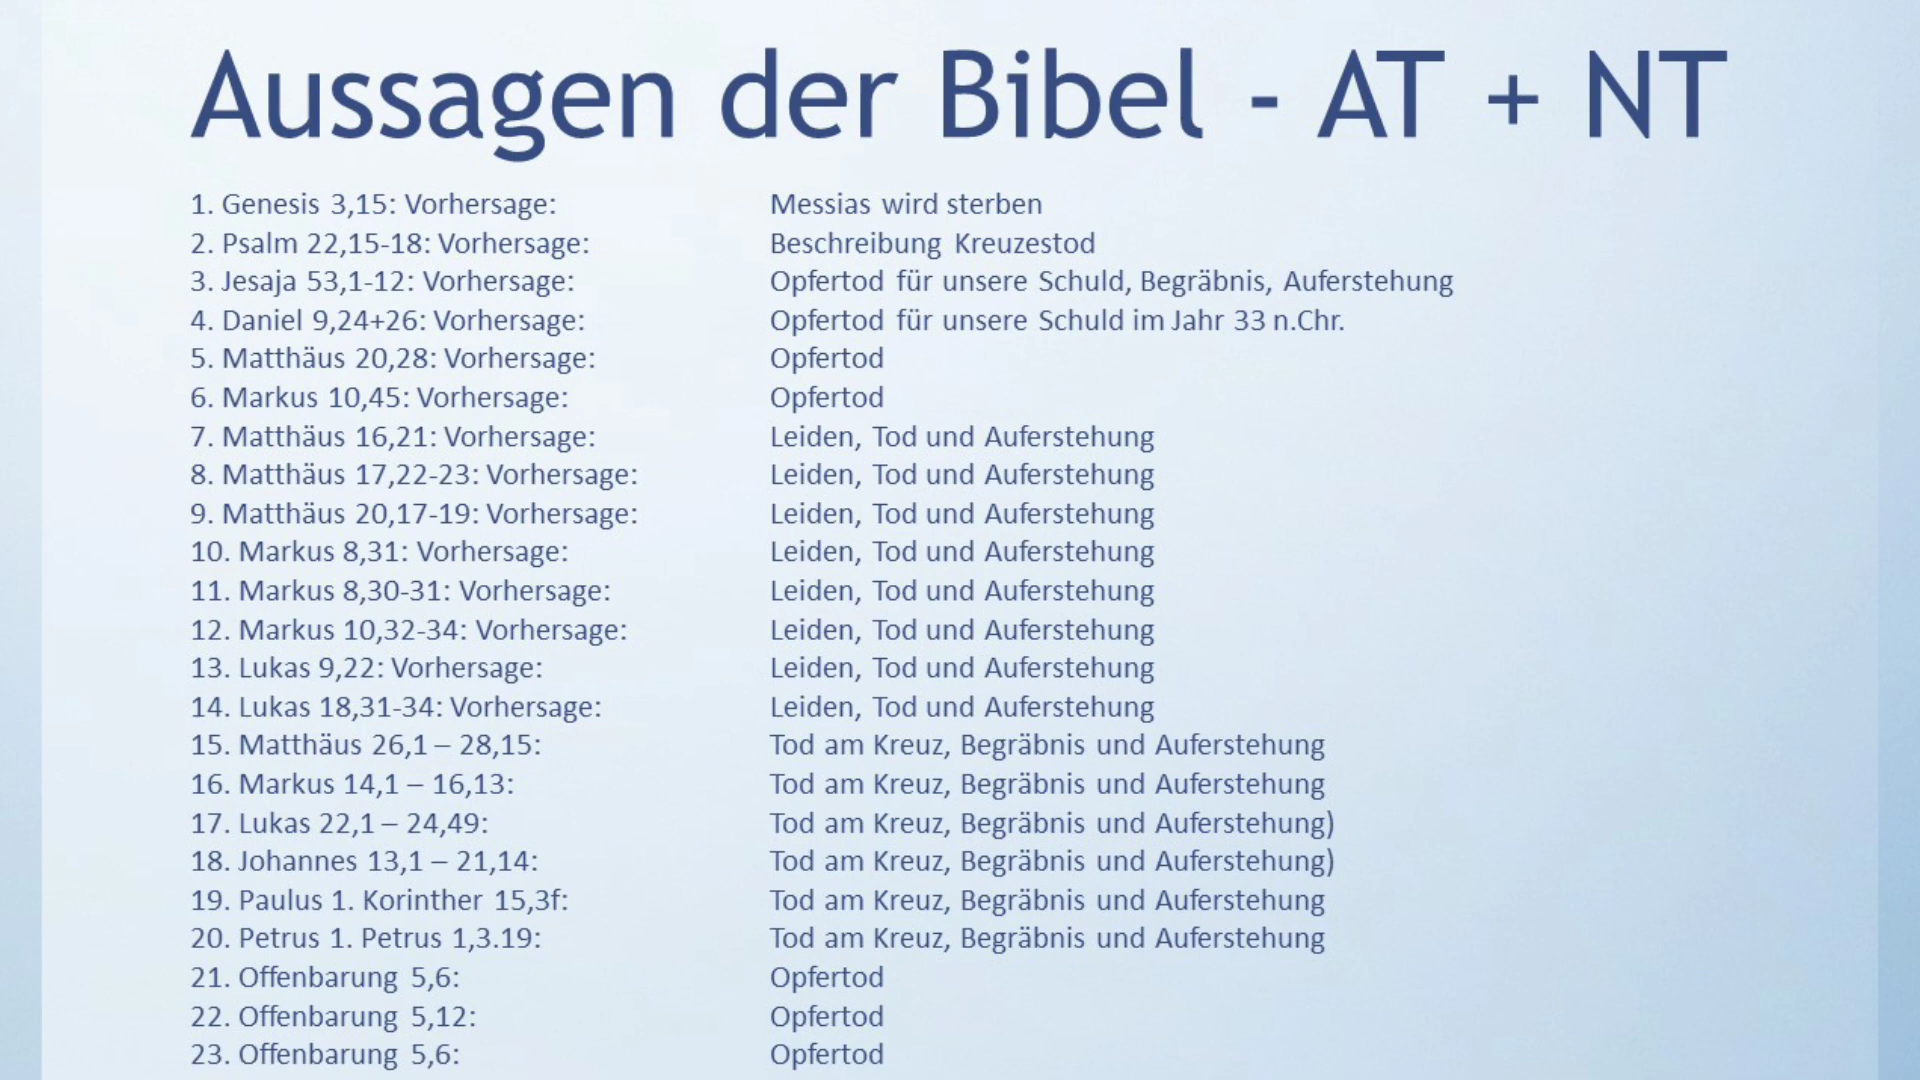 Aussagen der Bibel - AT + NT
1. Genesis 3,15: Vorhersage: Messias wird sterben
2. Psalm 22,15-18: Vorhersage: Beschreibung Kreuzestod
3. Jesaja 53,1-12: Vorhersage: Opfertod für unsere Schuld, Begräbnis, Auferstehung
4. Daniel 9,24+26: Vorhersage: Opfertod für unsere Schuld im Jahr 33 n.Chr.
5. Matthäus 20,28: Vorhersage: Opfertod
6. Markus 10,45: Vorhersage: Opfertod
7. Matthäus 16,21: Vorhersage: Leiden, Tod und Auferstehung
8. Matthäus 17,22-23: Vorhersage: Leiden, Tod und Auferstehung
9. Matthäus 20,17-19: Vorhersage: Leiden, Tod und Auferstehung
10. Markus 8,31: Vorhersage: Leiden, Tod und Auferstehung
11. Markus 8,30-31: Vorhersage: Leiden, Tod und Auferstehung
12. Markus 10,32-34: Vorhersage: Leiden, Tod und Auferstehung
13. Lukas 9,22: Vorhersage: Leiden, Tod und Auferstehung
14. Lukas 18,31-34: Vorhersage: Leiden, Tod und Auferstehung
15. Matthäus 26,1 – 28,15: Tod am Kreuz, Begräbnis und Auferstehung
16. Markus 14,1 – 16,13: Tod am Kreuz, Begräbnis und Auferstehung
17. Lukas 22,1 – 24,49: Tod am Kreuz, Begräbnis und Auferstehung)
18. Johannes 13,1 – 21,14: Tod am Kreuz, Begräbnis und Auferstehung)
19. Paulus 1. Korinther 15,3f: Tod am Kreuz, Begräbnis und Auferstehung
20. Petrus 1. Petrus 1,3.19: Tod am Kreuz, Begräbnis und Auferstehung
21. Offenbarung 5,6: Opfertod
22. Offenbarung 5,12: Opfertod
23. Offenbarung 5,6: Opfertod